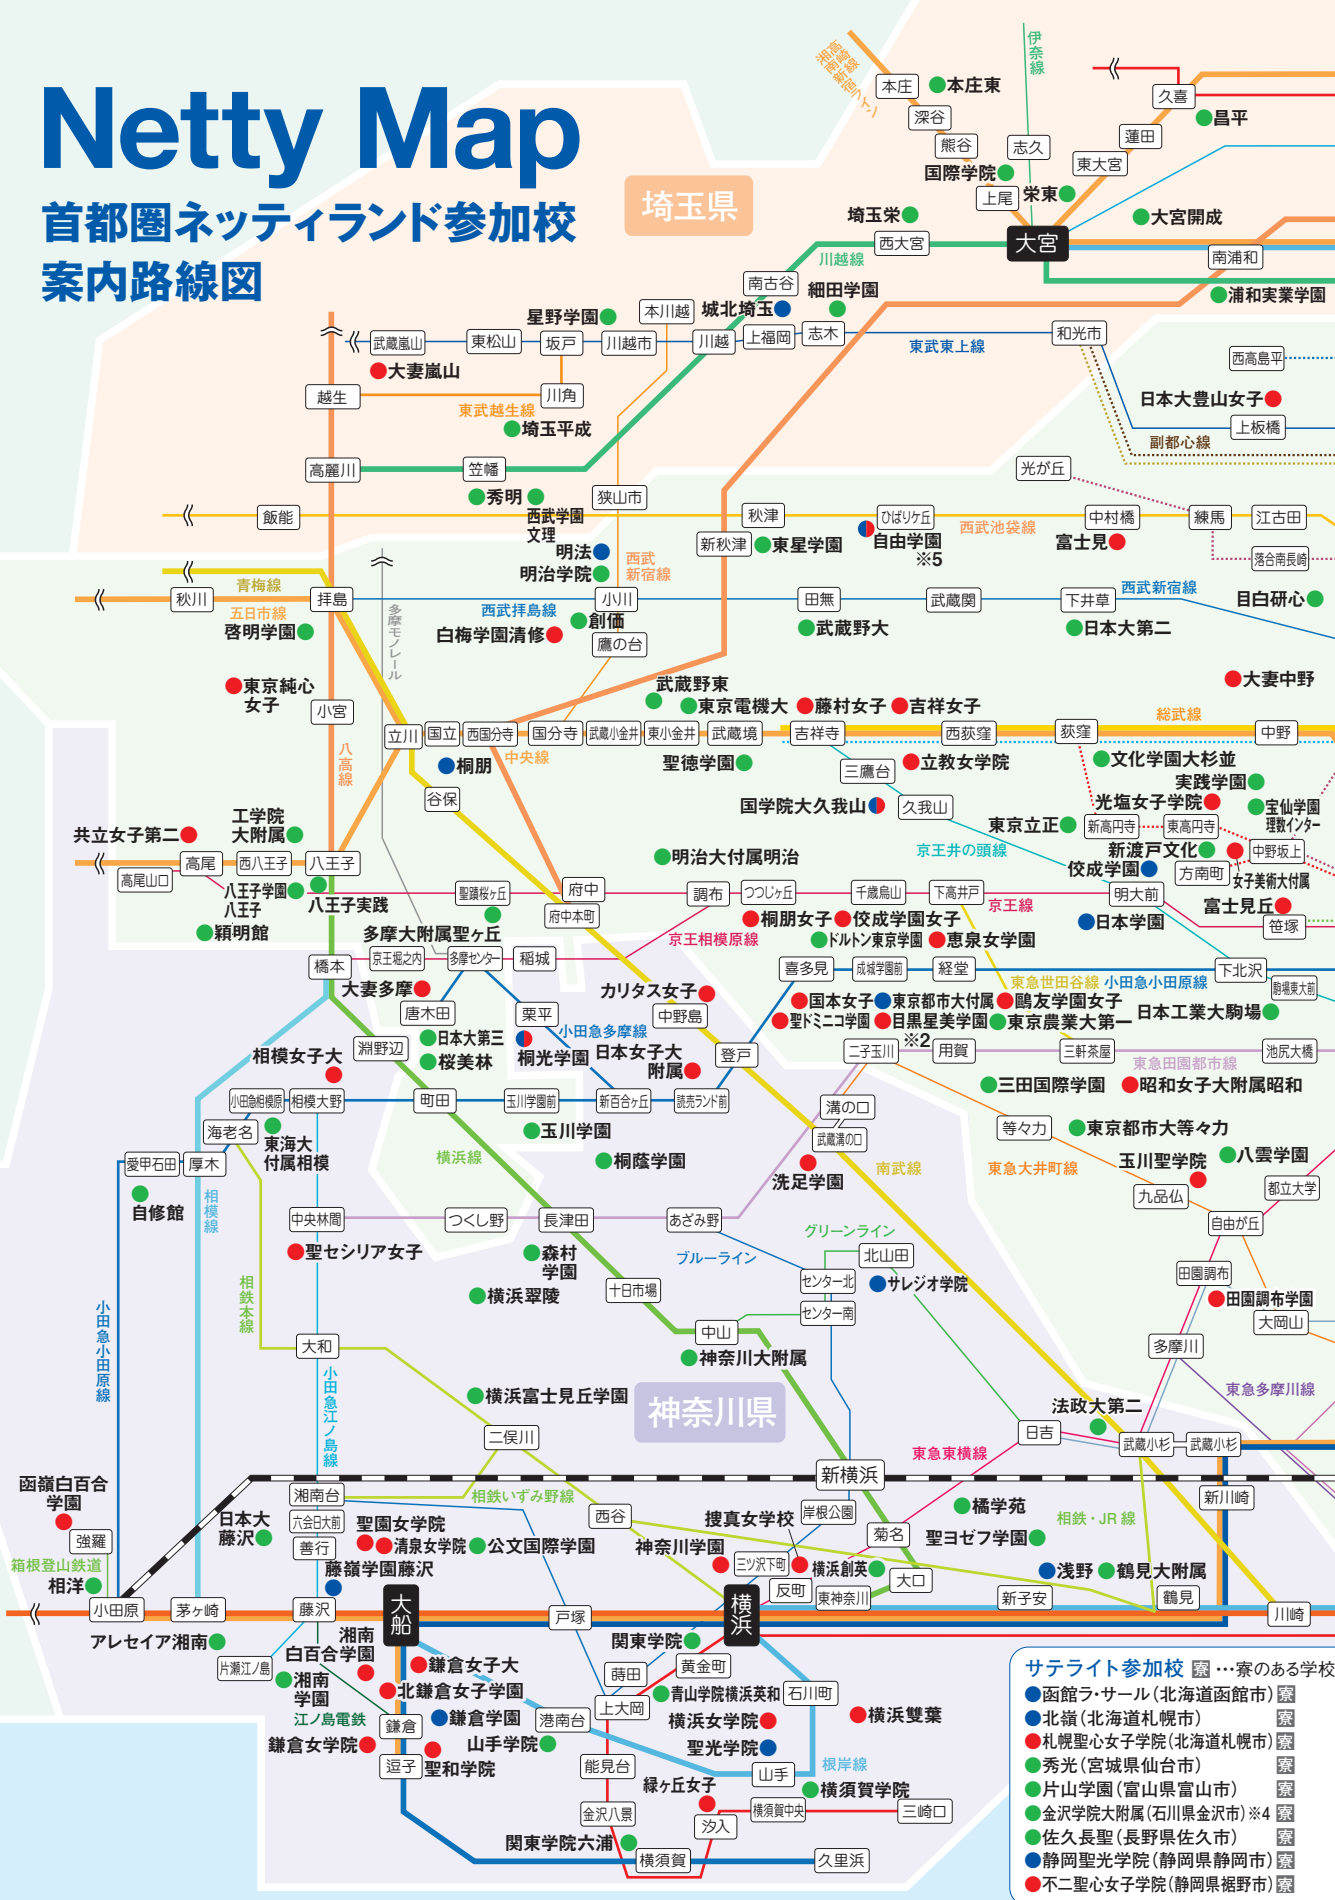 Netty Map
首都圏ネッティランド参加校
案内路線図
埼玉県
湘南新宿ライン
高崎線
伊奈線
本庄
本庄東
深谷
熊谷
志久
久喜
昌平
蓮田
東大宮
国際学院
上尾
栄東
大宮開成
埼玉栄
西大宮
大宮
川越線
南浦和
浦和実業学園
南古谷
細田学園
本川越
城北埼玉
星野学園
武蔵嵐山
東松山
坂戸
川越市
川越
上福岡
志木
東武東上線
和光市
西高島平
大妻嵐山
越生
川角
東武越生線
埼玉平成
日本大豊山女子
上板橋
副都心線
高麗川
笠幡
光が丘
秀明
狭山市
西武学園
文理
飯能
秋津
ひばりケ丘
西武池袋線
中村橋
練馬
江古田
新秋津
東星学園
自由学園
※5
富士見
落合南長崎
明法
明治学院
西武
新宿線
青梅線
秋川
五日市線
拝島
西武拝島線
小川
田無
武蔵関
下井草
西武新宿線
目白研心
啓明学園
多摩モノレール
白梅学園清修
創価
鷹の台
武蔵野大
日本大第二
東京純心
女子
小宮
武蔵野東
東京電機大
藤村女子
吉祥女子
大妻中野
総武線
立川
国立
西国分寺
国分寺
武蔵小金井
東小金井
武蔵境
吉祥寺
西荻窪
荻窪
中野
八高線
桐朋
中央線
聖徳学園
三鷹台
立教女学院
文化学園大杉並
実践学園
谷保
国学院大久我山
久我山
光塩女子学院
宝仙学園
理数インター
工学院
大附属
共立女子第二
東京立正
新高円寺
東高円寺
高尾
西八王子
八王子
明治大付属明治
京王井の頭線
新渡戸文化
中野坂上
高尾山口
佼成学園
方南町
女子美術大付属
八王子学園
八王子
八王子実践
聖蹟桜ヶ丘
府中
調布
つつじヶ丘
千歳烏山
下高井戸
京王線
明大前
富士見丘
穎明館
府中本町
桐朋女子
佼成学園女子
日本学園
笹塚
多摩大附属聖ヶ丘
京王相模原線
ドルトン東京学園
恵泉女学園
橋本
京王堀之内
多摩センター
稲城
喜多見
成城学園前
経堂
東急世田谷線
小田急小田原線
下北沢
駒場東大前
大妻多摩
カリタス女子
国本女子
東京都市大付属
鷗友学園女子
日本工業大駒場
唐木田
栗平
中野島
聖ドミニコ学園
目黒星美学園
※2
東京農業大第一
小田急多摩線
淵野辺
日本大第三
桜美林
桐光学園
日本女子大
附属
登戸
二子玉川
用賀
三軒茶屋
池尻大橋
東急田園都市線
相模女子大
三田国際学園
昭和女子大附属昭和
小田急相模原
相模大野
町田
玉川学園前
新百合ヶ丘
読売ランド前
溝の口
海老名
東海大
付属相模
玉川学園
武蔵溝の口
等々力
東京都市大等々力
愛甲石田
厚木
横浜線
桐蔭学園
洗足学園
南武線
東急大井町線
玉川聖学院
八雲学園
自修館
相模線
九品仏
都立大学
中央林間
つくし野
長津田
あざみ野
自由が丘
聖セシリア女子
森村
学園
ブルーライン
グリーンライン
北山田
センター北
サレジオ学院
田園調布
横浜翠陵
十日市場
センター南
田園調布学園
小田急小田原線
相鉄本線
大和
中山
神奈川大附属
大岡山
多摩川
小田急江ノ島線
横浜富士見丘学園
神奈川県
東急多摩川線
法政大第二
二俣川
日吉
武蔵小杉
武蔵小杉
東急東横線
函嶺白百合
学園
新横浜
湘南台
相鉄いずみ野線
新川崎
強羅
日本大
藤沢
六会日大前
西谷
岸根公園
橘学苑
相鉄・JR線
善行
聖園女学院
清泉女学院
公文国際学園
捜真女学校
菊名
聖ヨゼフ学園
箱根登山鉄道
神奈川学園
三ツ沢下町
横浜創英
浅野
鶴見大附属
相洋
藤嶺学園藤沢
反町
大口
小田原
茅ヶ崎
藤沢
大船
戸塚
横浜
東神奈川
新子安
鶴見
川崎
アレセイア湘南
湘南
白百合学園
関東学院
片瀬江ノ島
鎌倉女子大
蒔田
黄金町
湘南
学園
北鎌倉女子学園
青山学院横浜英和
石川町
江ノ島電鉄
鎌倉
鎌倉学園
港南台
上大岡
横浜女学院
横浜雙葉
鎌倉女学院
山手学院
聖光学院
逗子
聖和学院
能見台
山手
根岸線
緑ヶ丘女子
横須賀学院
金沢八景
横須賀中央
三崎口
汐入
関東学院六浦
横須賀
久里浜
サテライト参加校 寮…寮のある学校
函館ラ・サール（北海道函館市）寮
北嶺（北海道札幌市）寮
札幌聖心女子学院（北海道札幌市）寮
秀光（宮城県仙台市）寮
片山学園（富山県富山市）寮
金沢学院大附属（石川県金沢市）※4 寮
佐久長聖（長野県佐久市）寮
静岡聖光学院（静岡県静岡市）寮
不二聖心女子学院（静岡県裾野市）寮